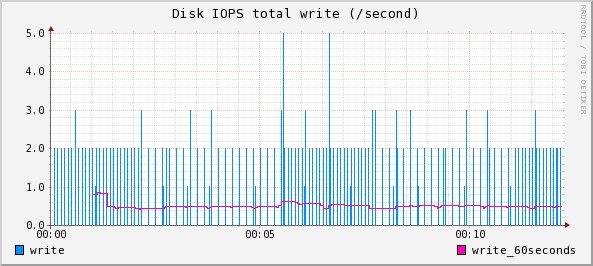 Disk IOPS total write (/second)
RRDTOOL / TOBI OETIKER
5.0
4.0
3.0
2.0
1.0
0.0
00:00 00:05 00:10
write write_60seconds